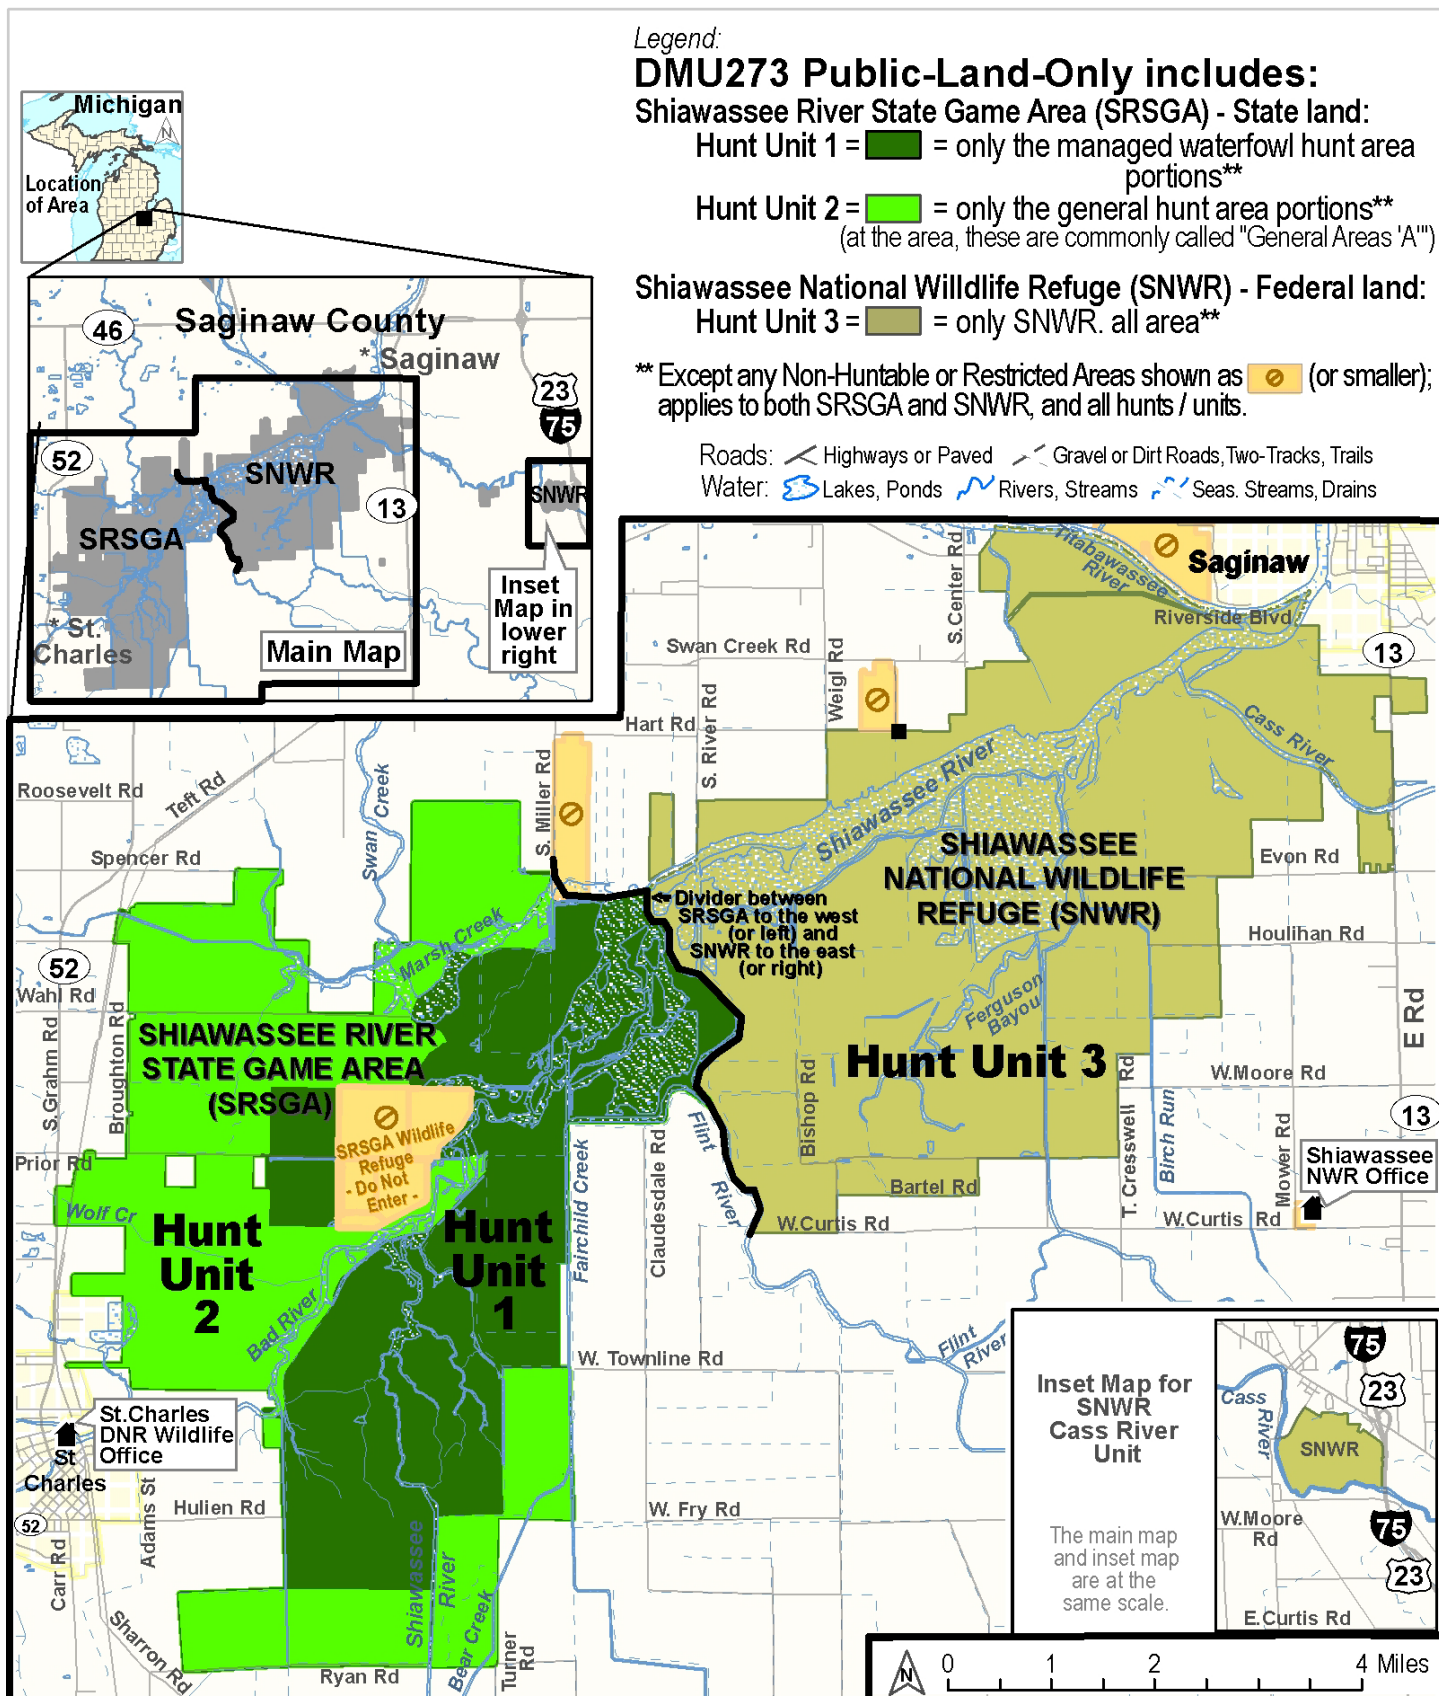 Legend:
DMU273 Public-Land-Only includes:
Shiawassee River State Game Area (SRSGA) - State land:
Hunt Unit 1 = = only the managed waterfowl hunt area
portions**
Hunt Unit 2 = = only the general hunt area portions**
(at the area, these are commonly called "General Areas 'A'")
Shiawassee National Willdlife Refuge (SNWR) - Federal land:
Hunt Unit 3 = = only SNWR. all area**
** Except any Non-Huntable or Restricted Areas shown as (or smaller);
applies to both SRSGA and SNWR, and all hunts / units.
Roads: Highways or Paved Gravel or Dirt Roads, Two-Tracks, Trails
Water: Lakes, Ponds Rivers, Streams Seas. Streams, Drains
Michigan
N
Location
of Area
Saginaw County
46
* Saginaw
23
75
52
SNWR
SNWR
13
SRSGA
Inset
Map in
lower
right
* St.
Charles
Main Map
Tittabawassee
River
Saginaw
S.Center Rd
Riverside Blvd
Swan Creek Rd
13
Weigl Rd
S. River Rd
Hart Rd
Cass River
Shiawassee River
Roosevelt Rd
Teft Rd
Swan Creek
S. Miller Rd
Spencer Rd
SHIAWASSEE
NATIONAL WILDLIFE
REFUGE (SNWR)
Evon Rd
Divider between
SRSGA to the west
(or left) and
SNWR to the east
(or right)
Marsh Creek
Houlihan Rd
52
Wahl Rd
Ferguson
Bayou
E Rd
S.Grahm Rd
Broughton Rd
SHIAWASSEE RIVER
STATE GAME AREA
(SRSGA)
Hunt Unit 3
Bishop Rd
T. Cresswell Rd
Birch Run
W.Moore Rd
13
Mower Rd
SRSGA Wildlife
Refuge
- Do Not
Enter -
Flint
River
Claudesdale Rd
Fairchild Creek
Prior Rd
Shiawassee
NWR Office
Bartel Rd
Wolf Cr
W.Curtis Rd
W.Curtis Rd
Hunt
Unit
2
Hunt
Unit
1
Bad River
Flint
River
W. Townline Rd
Inset Map for
SNWR
Cass River
Unit
75
23
Cass
River
SNWR
St.Charles
DNR Wildlife
Office
St
Charles
Adams St
Hulien Rd
W. Fry Rd
52
Carr Rd
W.Moore
Rd
75
23
The main map
and inset map
are at the
same scale.
Shiawassee
River
Bear Creek
Turner
Rd
Sharron Rd
E.Curtis Rd
Ryan Rd
N
0 1 2 4 Miles